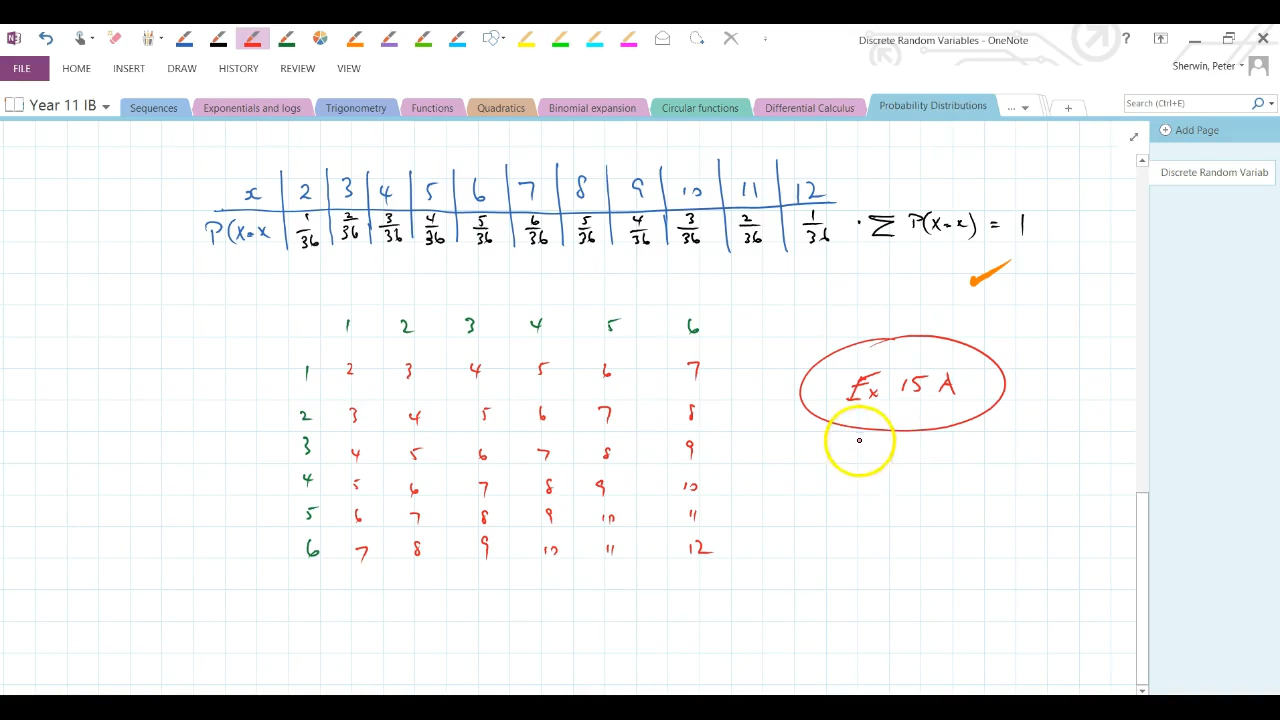 Discrete Random Variables - OneNote
?
Sherwin, Peter
FILE HOME INSERT DRAW HISTORY REVIEW VIEW
Year 11 IB Sequences Exponentials and logs Trigonometry Functions Quadratics Binomial expansion Circular functions Differential Calculus Probability Distributions ... + Search (Ctrl+E)
Add Page
Discrete Random Variab
x 2 3 4 5 6 7 8 9 10 11 12
P(X=x 1/36 2/36 3/36 4/36 5/36 6/36 5/36 4/36 3/36 2/36 1/36 · ∑ P(X=x) = 1
1 2 3 4 5 6
1 2 3 4 5 6 7
2 3 4 5 6 7 8
3 4 5 6 7 8 9
4 5 6 7 8 9 10
5 6 7 8 9 10 11
6 7 8 9 10 11 12
Ex 15 A